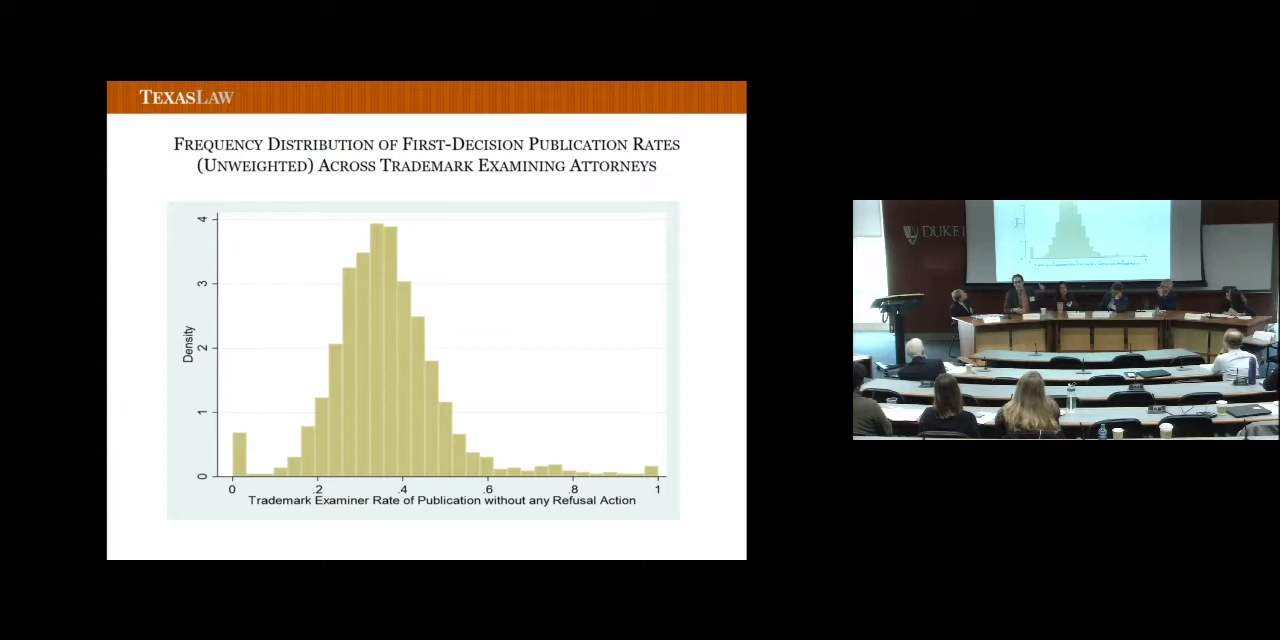 TEXASLAW
FREQUENCY DISTRIBUTION OF FIRST-DECISION PUBLICATION RATES
(UNWEIGHTED) ACROSS TRADEMARK EXAMINING ATTORNEYS
4
3
2
1
0
Density
0 .2 .4 .6 .8 1
Trademark Examiner Rate of Publication without any Refusal Action
DUKE